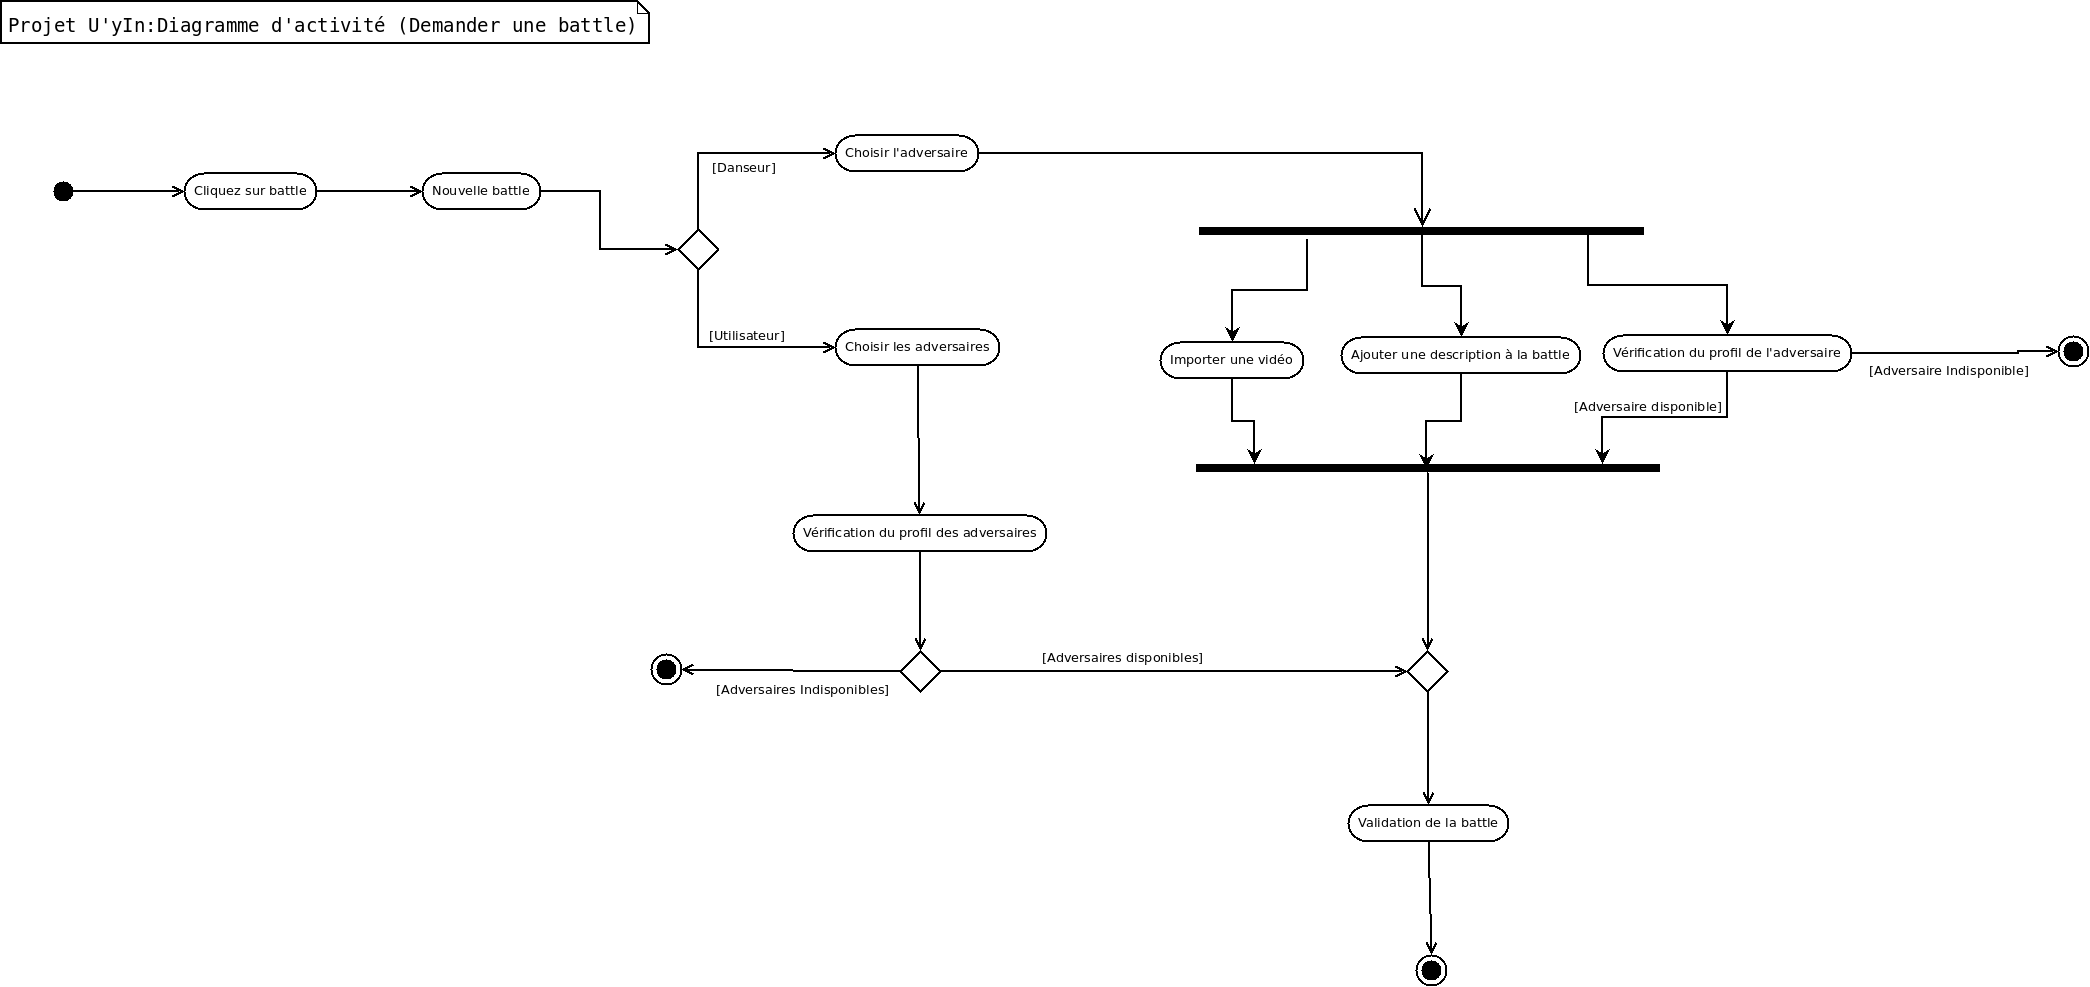 Projet U'yIn:Diagramme d'activité (Demander une battle)
Choisir l'adversaire
[Danseur]
Cliquez sur battle
Nouvelle battle
[Utilisateur]
Choisir les adversaires
Importer une vidéo
Ajouter une description à la battle
Vérification du profil de l'adversaire
[Adversaire Indisponible]
[Adversaire disponible]
Vérification du profil des adversaires
[Adversaires disponibles]
[Adversaires Indisponibles]
Validation de la battle